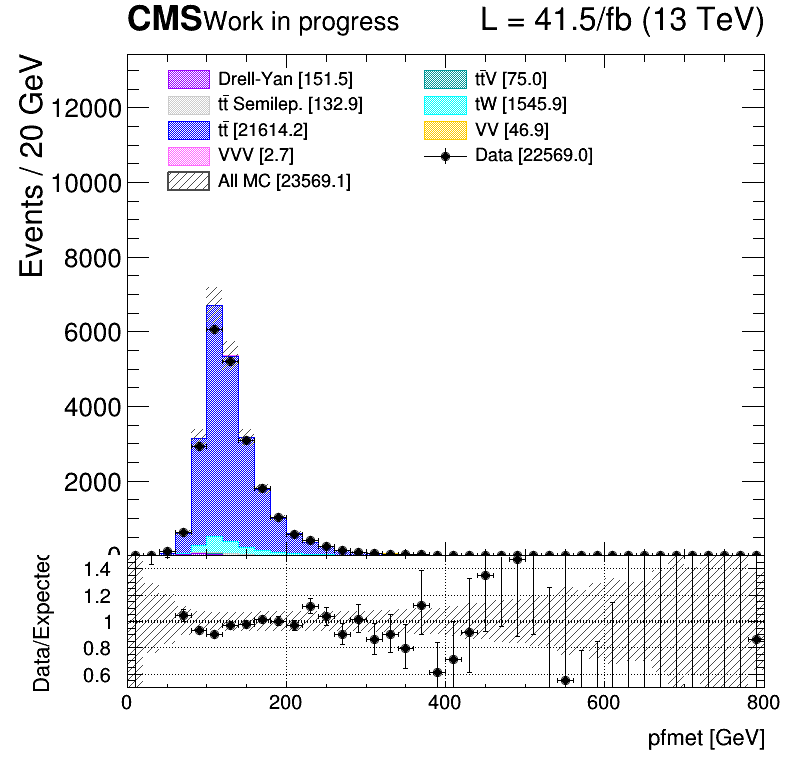 CMS Work in progress L = 41.5/fb (13 TeV)
Events / 20 GeV
Drell-Yan [151.5]
tt̄ Semilep. [132.9]
tt̄ [21614.2]
VVV [2.7]
All MC [23569.1]
tt̄V [75.0]
tW [1545.9]
VV [46.9]
Data [22569.0]
12000
10000
8000
6000
4000
2000
0
Data/Expected
1.4
1.2
1
0.8
0.6
0 200 400 600 800
pfmet [GeV]